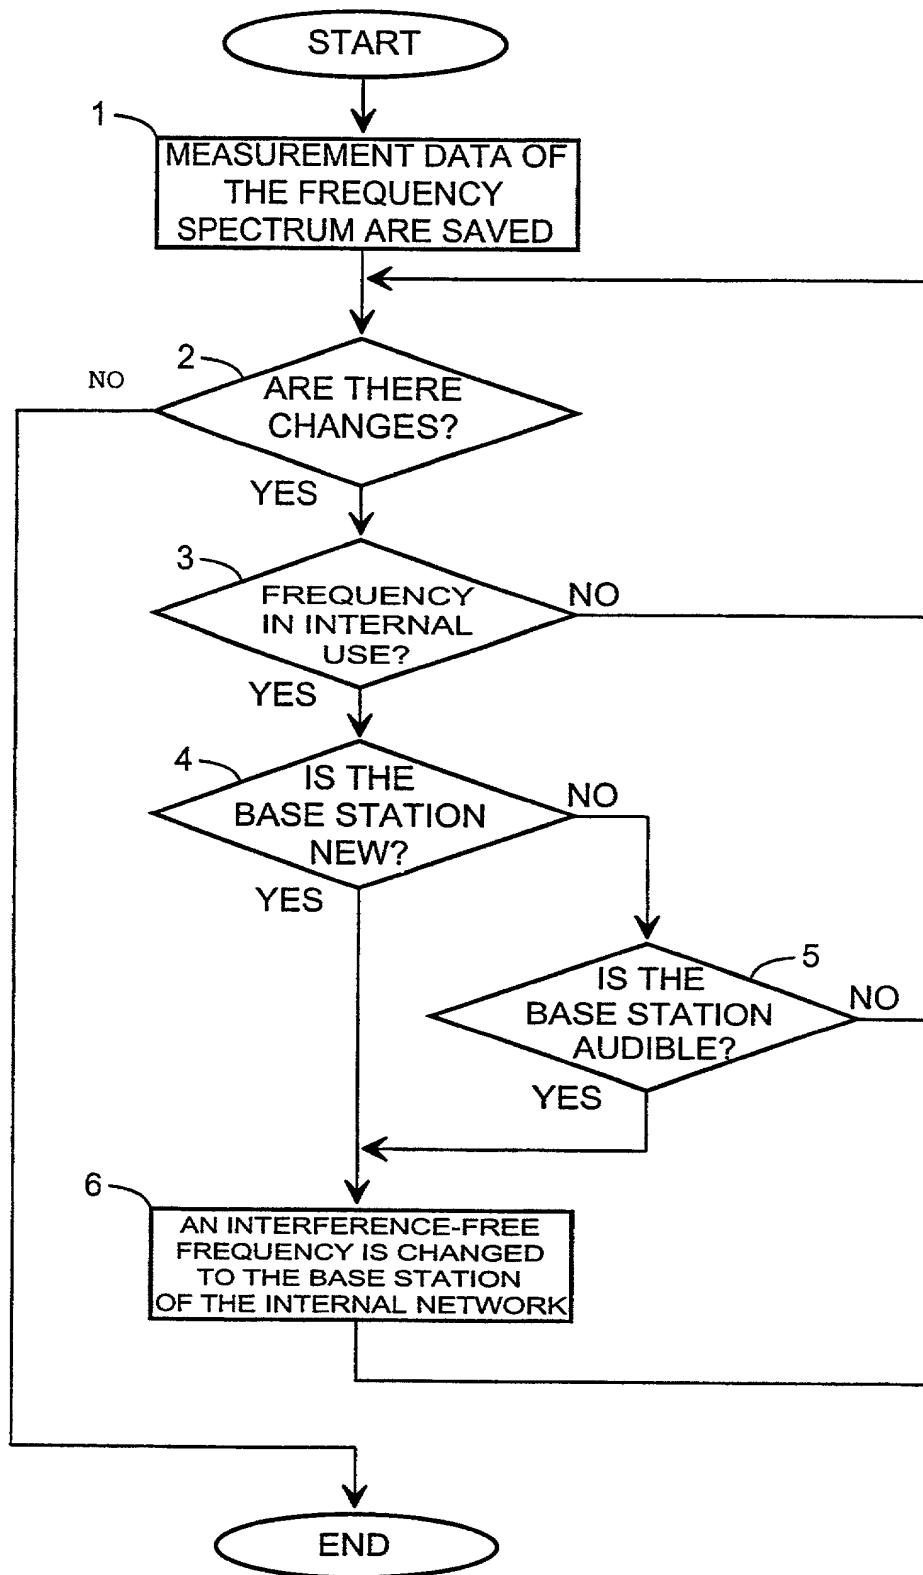 START
1
MEASUREMENT DATA OF
THE FREQUENCY
SPECTRUM ARE SAVED
2
NO
ARE THERE
CHANGES?
YES
3
FREQUENCY
IN INTERNAL
USE?
NO
YES
4
IS THE
BASE STATION
NEW?
NO
YES
5
IS THE
BASE STATION
AUDIBLE?
NO
YES
6
AN INTERFERENCE-FREE
FREQUENCY IS CHANGED
TO THE BASE STATION
OF THE INTERNAL NETWORK
END